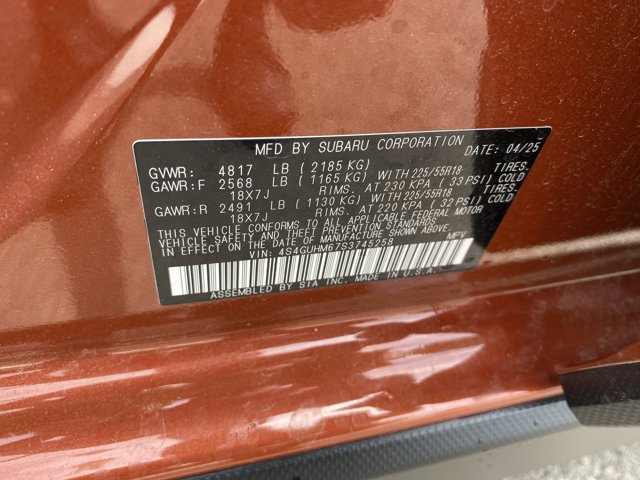 MFD BY SUBARU CORPORATION DATE: 04/25
GVWR: 4817 LB ( 2185 KG)
GAWR:F 2568 LB ( 1165 KG) WITH 225/55R18 TIRES,
18X7J RIMS, AT 230 KPA ( 33 PSI) COLD.
GAWR:R 2491 LB ( 1130 KG) WITH 225/55R18 TIRES,
18X7J RIMS, AT 220 KPA ( 32 PSI) COLD.
THIS VEHICLE CONFORMS TO ALL APPLICABLE FEDERAL MOTOR
VEHICLE SAFETY AND THEFT PREVENTION STANDARDS
IN EFFECT ON THE DATE OF MANUFACTURE SHOWN ABOVE.
VIN: 4S4GUHM67S3745258 MPV
ASSEMBLED BY SIA INC. MADE IN U.S.A.